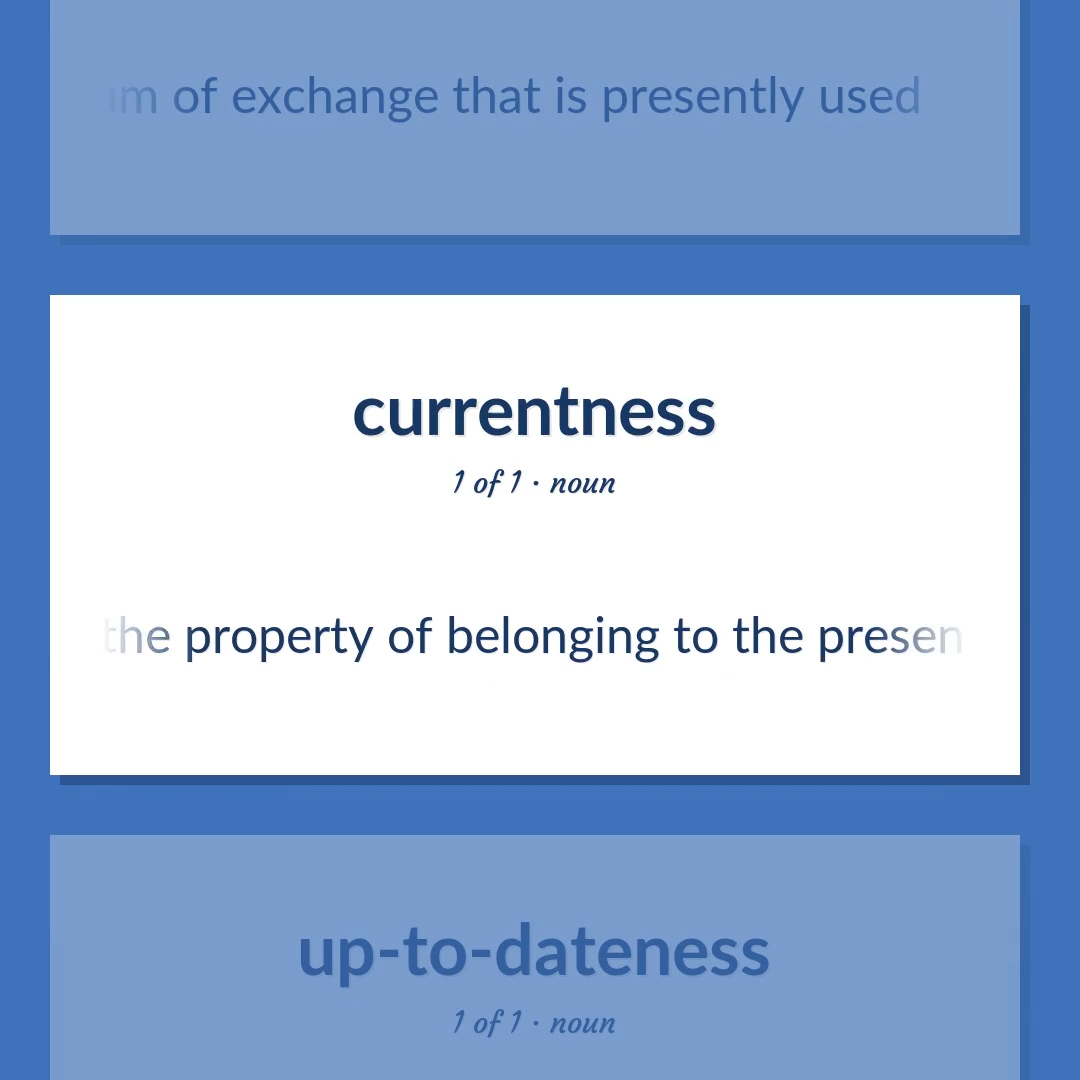 of exchange that is presently used
currentness
1 of 1 · noun
the property of belonging to the presen
up-to-dateness
1 of 1 · noun